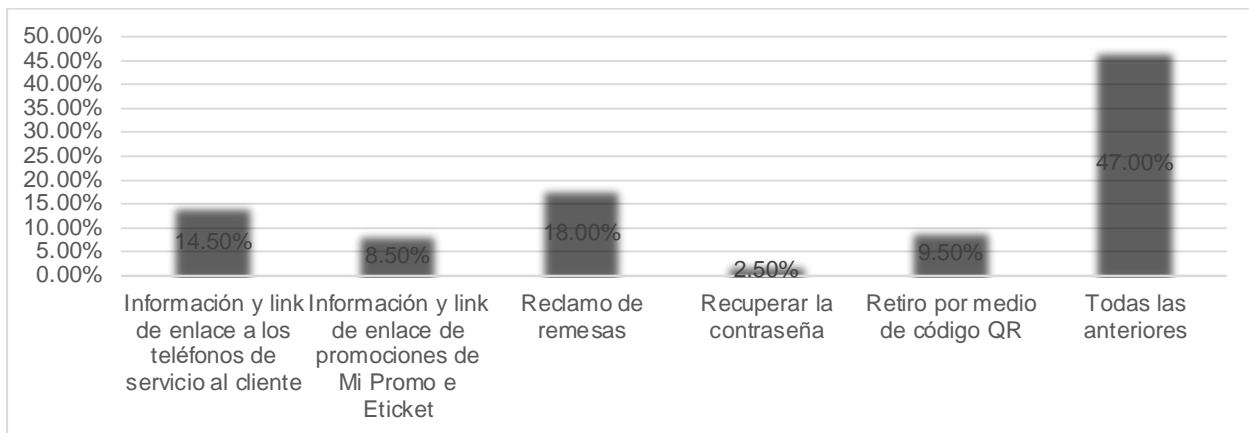 50.00%
45.00%
40.00%
35.00%
30.00%
25.00%
20.00%
15.00%
10.00%
5.00%
0.00%
14.50%
8.50%
18.00%
2.50%
9.50%
47.00%
Información y link
de enlace a los
teléfonos de
servicio al cliente
Información y link
de enlace de
promociones de
Mi Promo e
Eticket
Reclamo de
remesas
Recuperar la
contraseña
Retiro por medio
de código QR
Todas las
anteriores